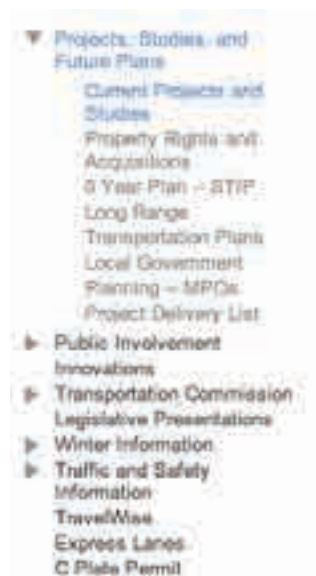 Projects, Studies, and
Future Plans
Current Projects and
Studies
Property Rights and
Acquisitions
5 Year Plan – STIP
Long Range
Transportation Plans
Local Government
Planning – MPOs
Project Delivery List
Public Involvement
Innovations
Transportation Commission
Legislative Presentations
Winter Information
Traffic and Safety
Information
TravelWise
Express Lanes
C Plate Permit